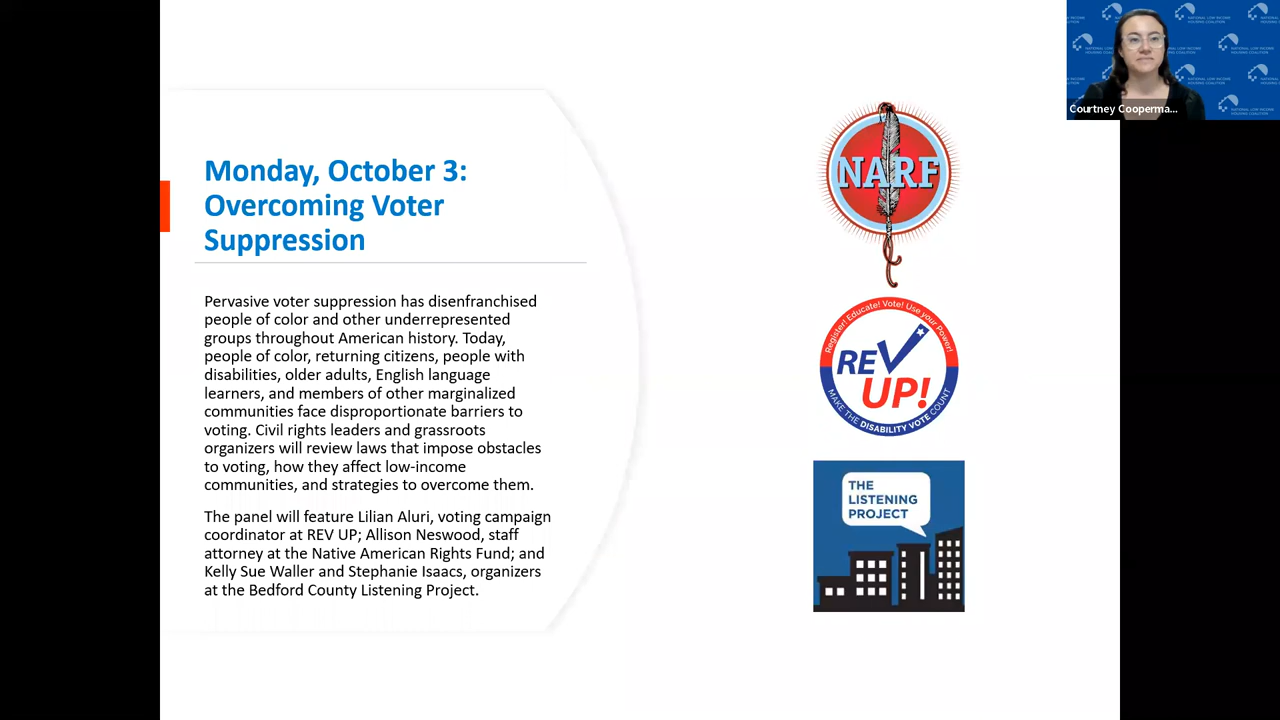 Monday, October 3:
Overcoming Voter
Suppression
Pervasive voter suppression has disenfranchised
people of color and other underrepresented
groups throughout American history. Today,
people of color, returning citizens, people with
disabilities, older adults, English language
learners, and members of other marginalized
communities face disproportionate barriers to
voting. Civil rights leaders and grassroots
organizers will review laws that impose obstacles
to voting, how they affect low-income
communities, and strategies to overcome them.
The panel will feature Lilian Aluri, voting campaign
coordinator at REV UP; Allison Neswood, staff
attorney at the Native American Rights Fund; and
Kelly Sue Waller and Stephanie Isaacs, organizers
at the Bedford County Listening Project.
NARF
Register! Educate! Vote! Use your Power!
REV
UP!
MAKE THE DISABILITY VOTE COUNT
THE
LISTENING
PROJECT
NATIONAL LOW INCOME
HOUSING COALITION
Courtney Cooperma...